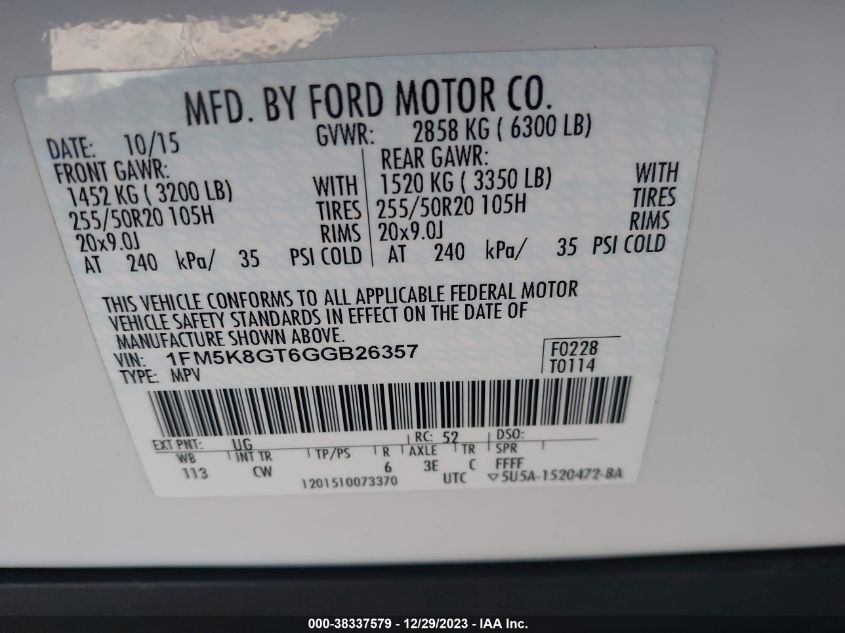 MFD. BY FORD MOTOR CO.
DATE: 10/15 GVWR: 2858 KG ( 6300 LB)
FRONT GAWR: REAR GAWR:
1452 KG ( 3200 LB) WITH 1520 KG ( 3350 LB) WITH
255/50R20 105H TIRES 255/50R20 105H TIRES
20x9.0J RIMS 20x9.0J RIMS
AT 240 kPa/ 35 PSI COLD AT 240 kPa/ 35 PSI COLD
THIS VEHICLE CONFORMS TO ALL APPLICABLE FEDERAL MOTOR
VEHICLE SAFETY STANDARDS IN EFFECT ON THE DATE OF
MANUFACTURE SHOWN ABOVE.
VIN: 1FM5K8GT6GGB26357 F0228
TYPE: MPV T0114
EXT PNT: UG RC: 52 DSO:
WB INT TR TP/PS R AXLE TR SPR
113 CW 6 3E C FFFF
1201510073370 UTC ▽5U5A-1520472-BA
000-38337579 - 12/29/2023 - IAA Inc.